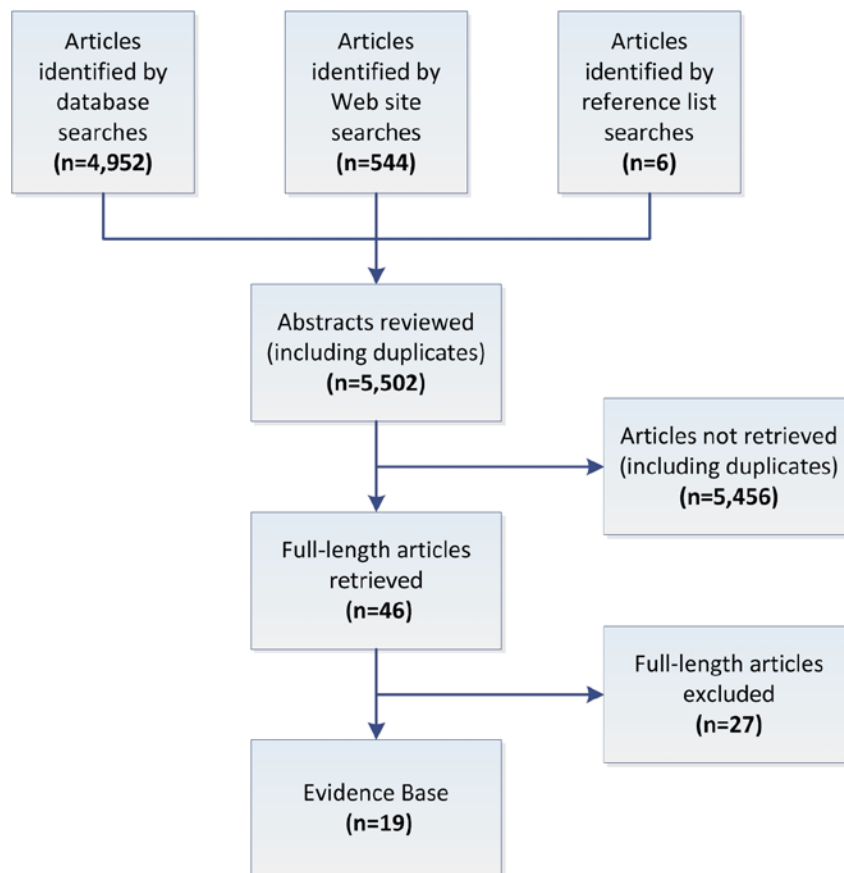 Articles
identified by
database
searches
(n=4,952)
Articles
identified by
Web site
searches
(n=544)
Articles
identified by
reference list
searches
(n=6)
Abstracts reviewed
(including duplicates)
(n=5,502)
Articles not retrieved
(including duplicates)
(n=5,456)
Full-length articles
retrieved
(n=46)
Full-length articles
excluded
(n=27)
Evidence Base
(n=19)